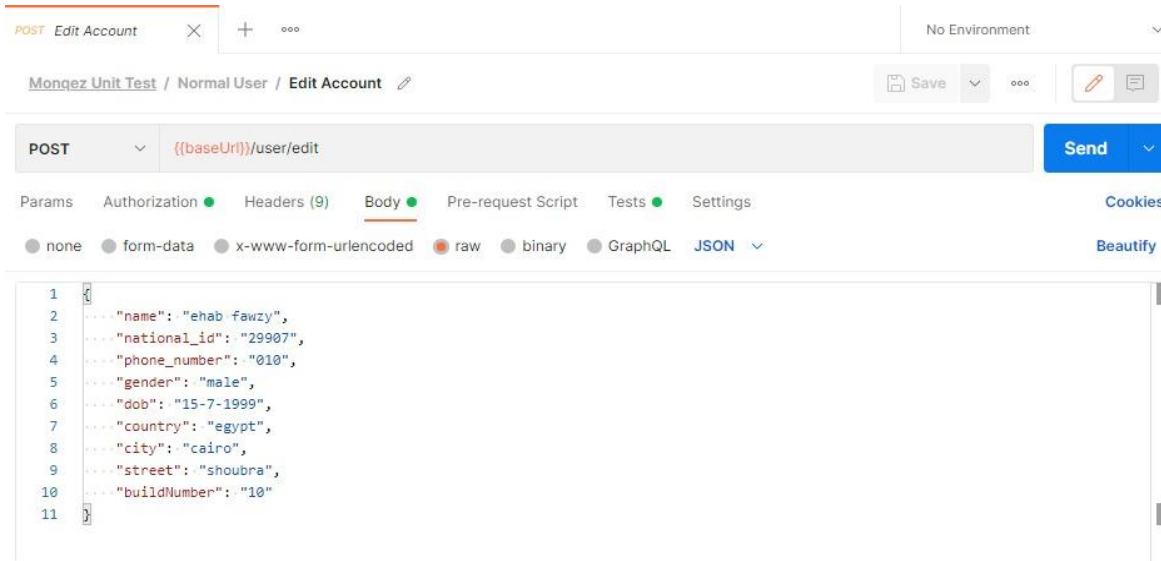 POST Edit Account
No Environment
Monqez Unit Test / Normal User / Edit Account
Save
POST {{baseUrl}}/user/edit Send
Params Authorization Headers (9) Body Pre-request Script Tests Settings Cookies
none form-data x-www-form-urlencoded raw binary GraphQL JSON Beautify
1 {
2 "name": "ehab fawzy",
3 "national_id": "29907",
4 "phone_number": "010",
5 "gender": "male",
6 "dob": "15-7-1999",
7 "country": "egypt",
8 "city": "cairo",
9 "street": "shoubra",
10 "buildNumber": "10"
11 }